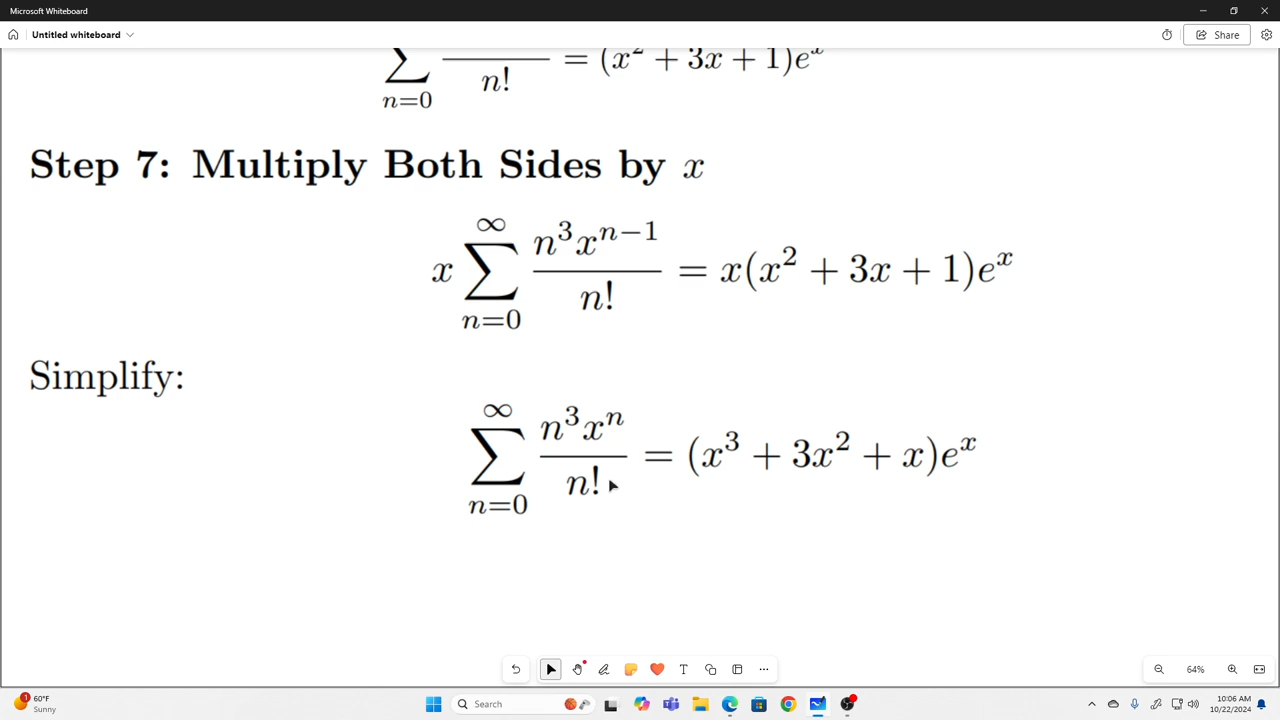 Microsoft Whiteboard
Untitled whiteboard
Share
∑ n=0 n! = (x² + 3x + 1)eˣ
Step 7: Multiply Both Sides by x
x ∑_{n=0}^{∞} n³xⁿ⁻¹ / n! = x(x² + 3x + 1)eˣ
Simplify:
∑_{n=0}^{∞} n³xⁿ / n! = (x³ + 3x² + x)eˣ
T
64%
1
60°F
Sunny
Search
10:06 AM
10/22/2024